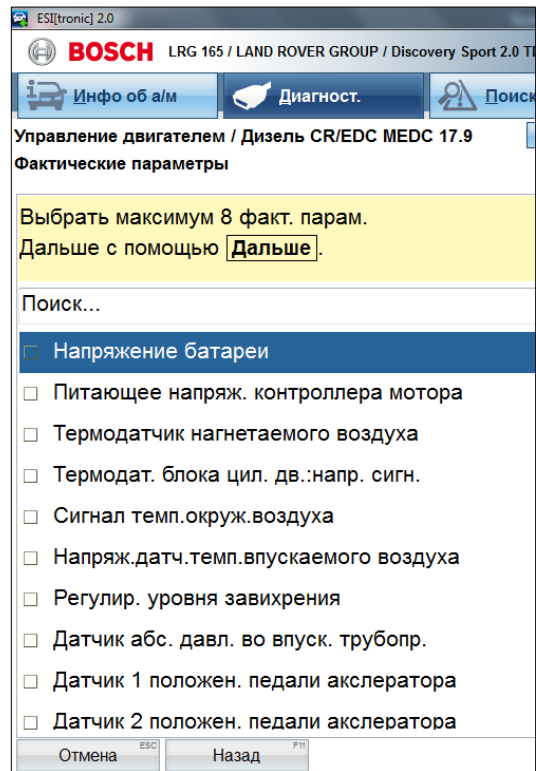 ESI[tronic] 2.0
BOSCH LRG 165 / LAND ROVER GROUP / Discovery Sport 2.0
Инфо об а/м Диагност. Поиск
Управление двигателем / Дизель CR/EDC MEDC 17.9
Фактические параметры
Выбрать максимум 8 факт. парам.
Дальше с помощью Дальше.
Поиск...
Напряжение батареи
Питающее напряж. контроллера мотора
Термодатчик нагнетаемого воздуха
Термодат. блока цил. дв.:напр. сигн.
Сигнал темп.окруж.воздуха
Напряж.датч.темп.впускаемого воздуха
Регулир. уровня завихрения
Датчик абс. давл. во впуск. трубопр.
Датчик 1 положен. педали акслератора
Датчик 2 положен. педали акслератора
Отмена ESC Назад F11